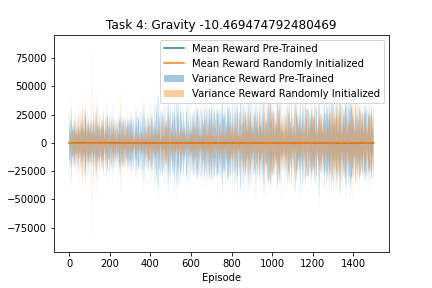 Task 4: Gravity -10.469474792480469
Mean Reward Pre-Trained
Mean Reward Randomly Initialized
Variance Reward Pre-Trained
Variance Reward Randomly Initialized
75000
50000
25000
0
−25000
−50000
−75000
0 200 400 600 800 1000 1200 1400
Episode